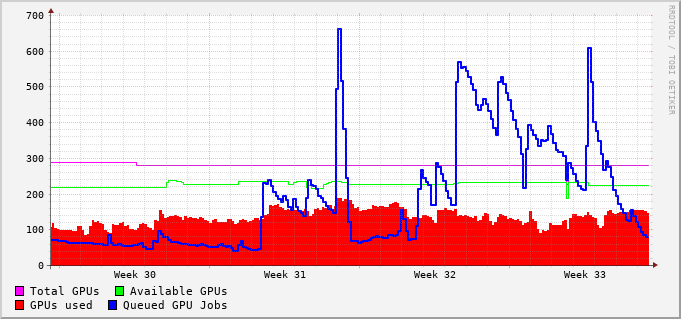 700
600
500
400
300
200
100
0
Week 30 Week 31 Week 32 Week 33
Total GPUs Available GPUs
GPUs used Queued GPU Jobs
RRDTOOL / TOBI OETIKER